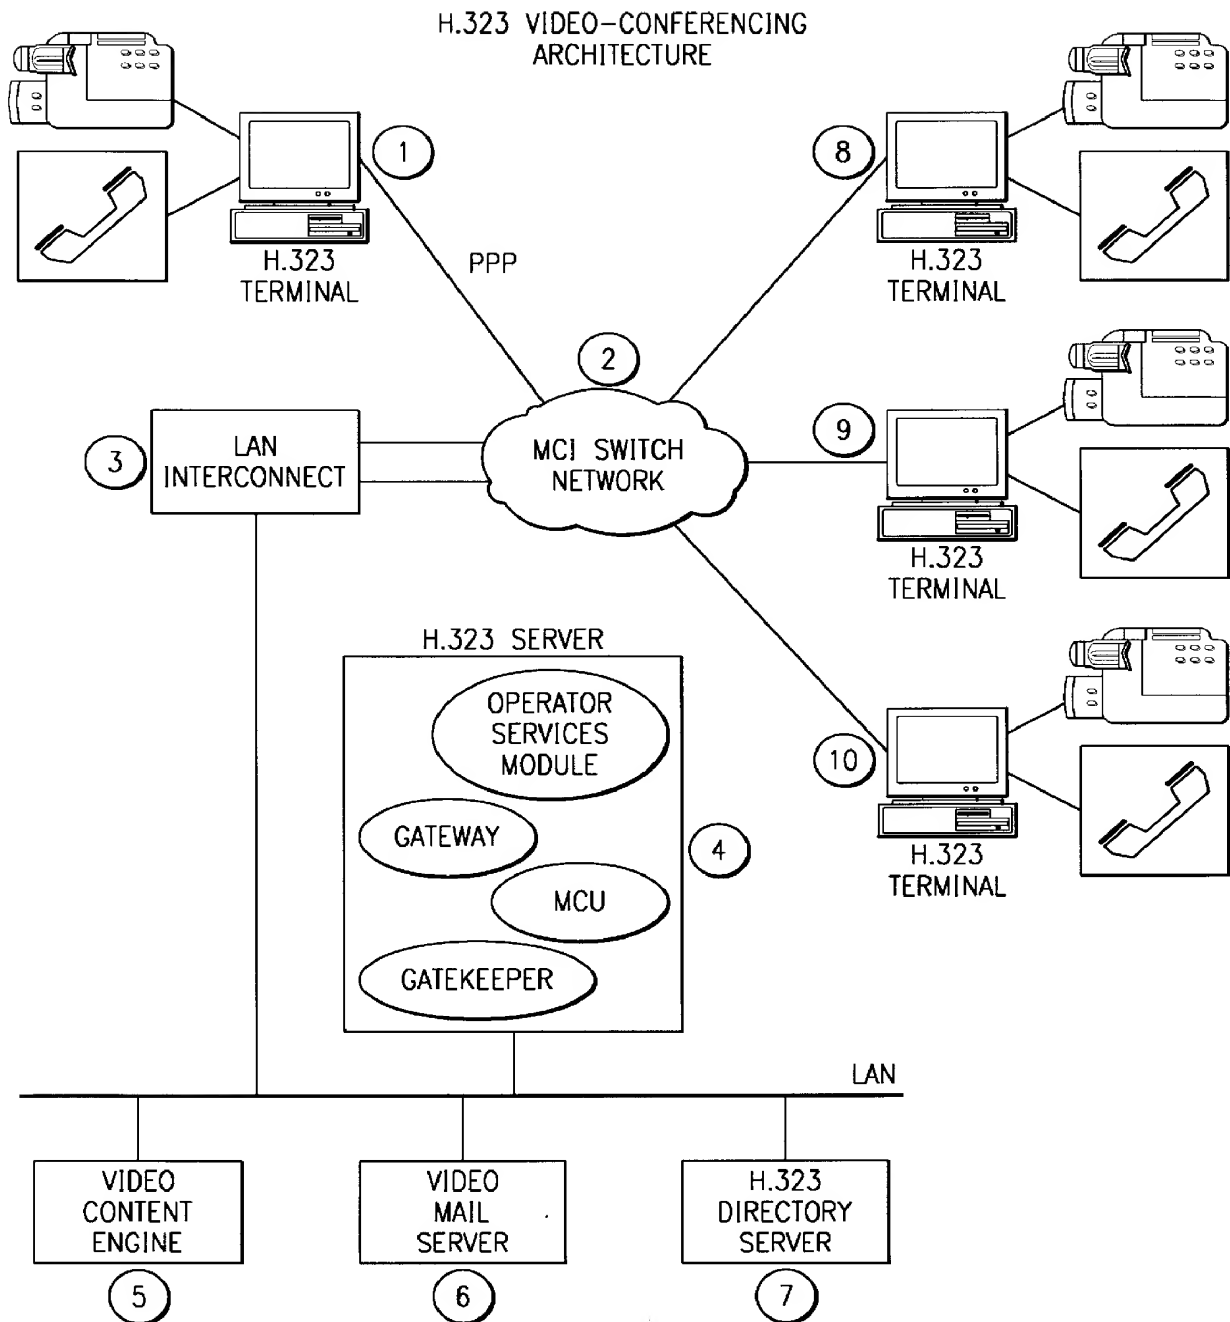 H.323 VIDEO-CONFERENCING
ARCHITECTURE
1
H.323
TERMINAL
PPP
8
H.323
TERMINAL
2
MCI SWITCH
NETWORK
3
LAN
INTERCONNECT
9
H.323
TERMINAL
H.323 SERVER
OPERATOR
SERVICES
MODULE
GATEWAY
MCU
GATEKEEPER
4
10
H.323
TERMINAL
LAN
VIDEO
CONTENT
ENGINE
5
VIDEO
MAIL
SERVER
6
H.323
DIRECTORY
SERVER
7